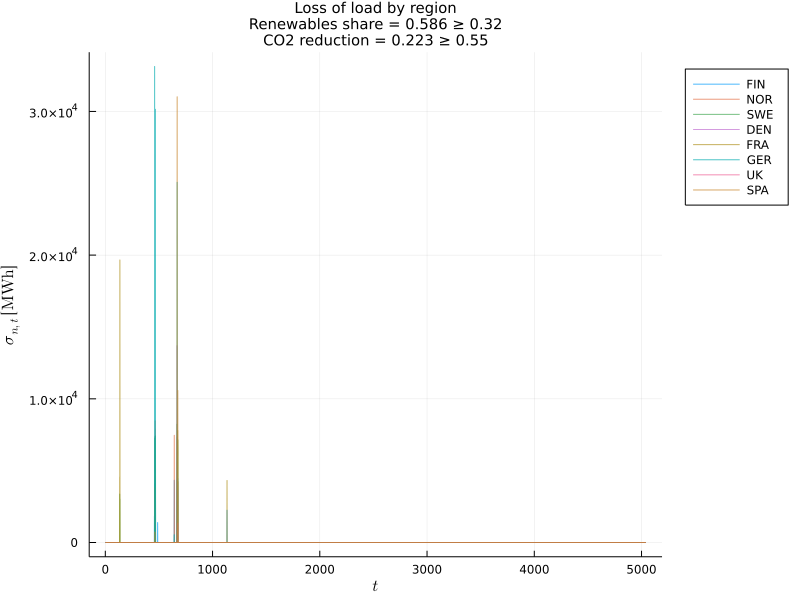 Loss of load by region
Renewables share = 0.586 ≥ 0.32
CO2 reduction = 0.223 ≥ 0.55
FIN
NOR
SWE
DEN
FRA
GER
UK
SPA
3.0×10⁴
2.0×10⁴
1.0×10⁴
0
σₙ,ₜ [MWh]
0 1000 2000 3000 4000 5000
t